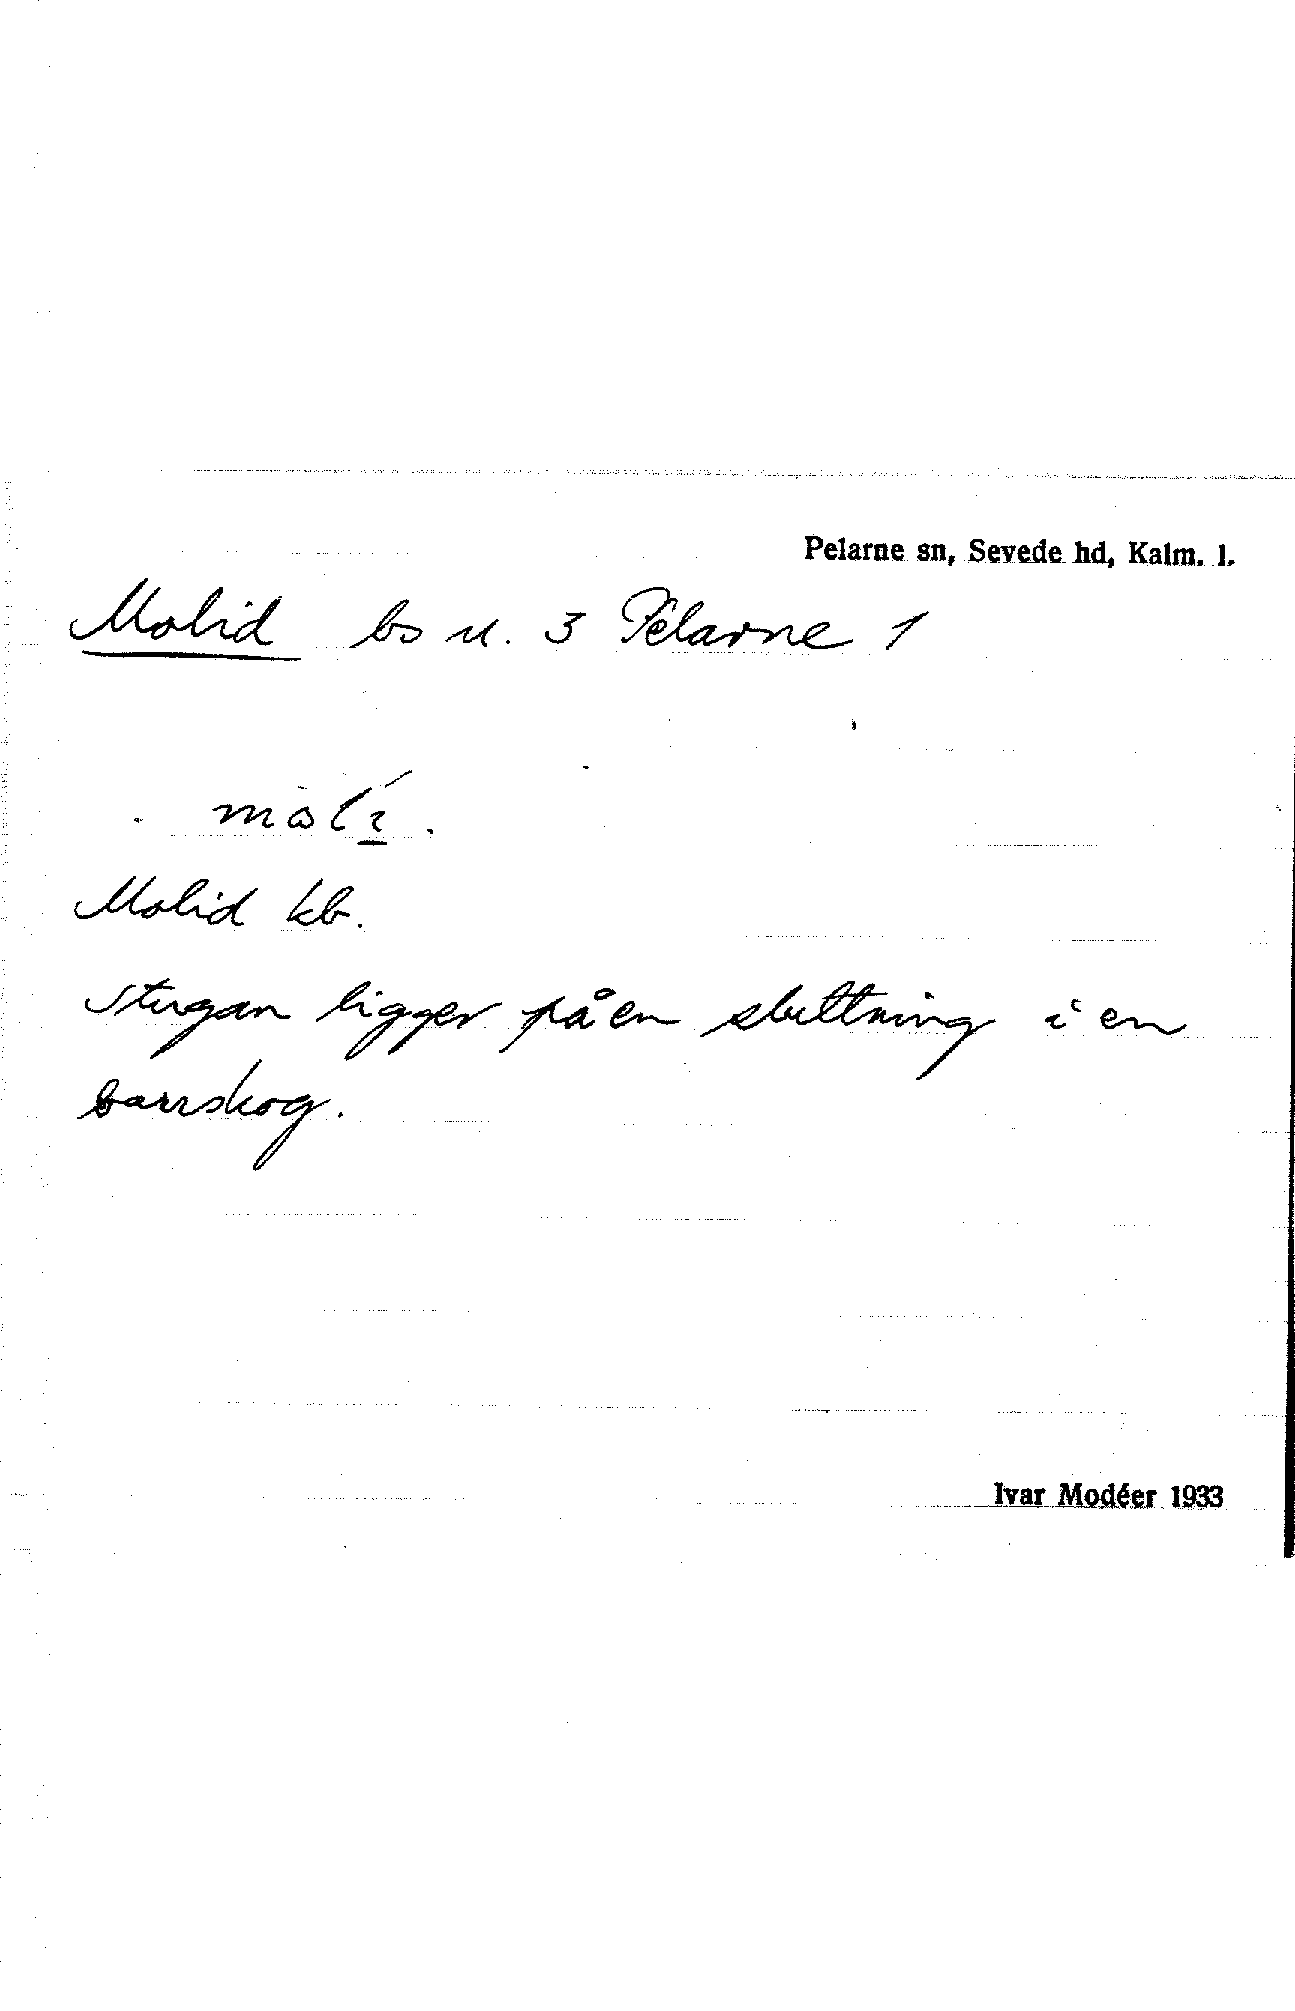 Pelarne sn, Sevede hd, Kalm. l.
Molid bs u. 3 Pelarne 1
Molid kb.
Stugan ligger på en sluttning i en
barrskog.
Ivar Modéer 1933